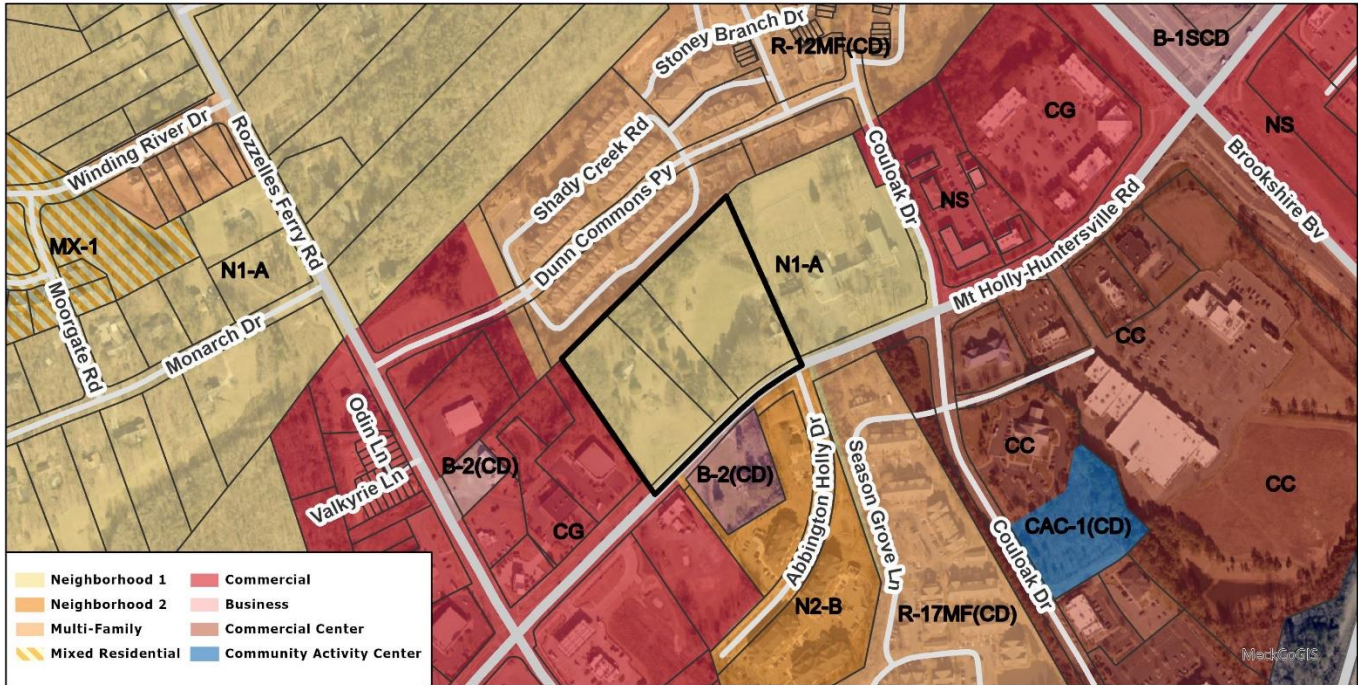 Stoney Branch Dr
R-12MF(CD)
B-1SCD
CG
NS
Winding River Dr
Rozzelles Ferry Rd
Shady Creek Rd
Couloak Dr
Brookshire Bv
Dunn Commons Py
NS
MX-1
N1-A
N1-A
Mt Holly-Huntersville Rd
Moorgate Rd
Monarch Dr
CC
Odin Ln
B-2(CD)
B-2(CD)
Abbington Holly Dr
Season Grove Ln
CC
CC
Valkyrie Ln
CG
CAC-1(CD)
Couloak Dr
N2-B
R-17MF(CD)
Neighborhood 1
Neighborhood 2
Multi-Family
Mixed Residential
Commercial
Business
Commercial Center
Community Activity Center
MeckGoGIS